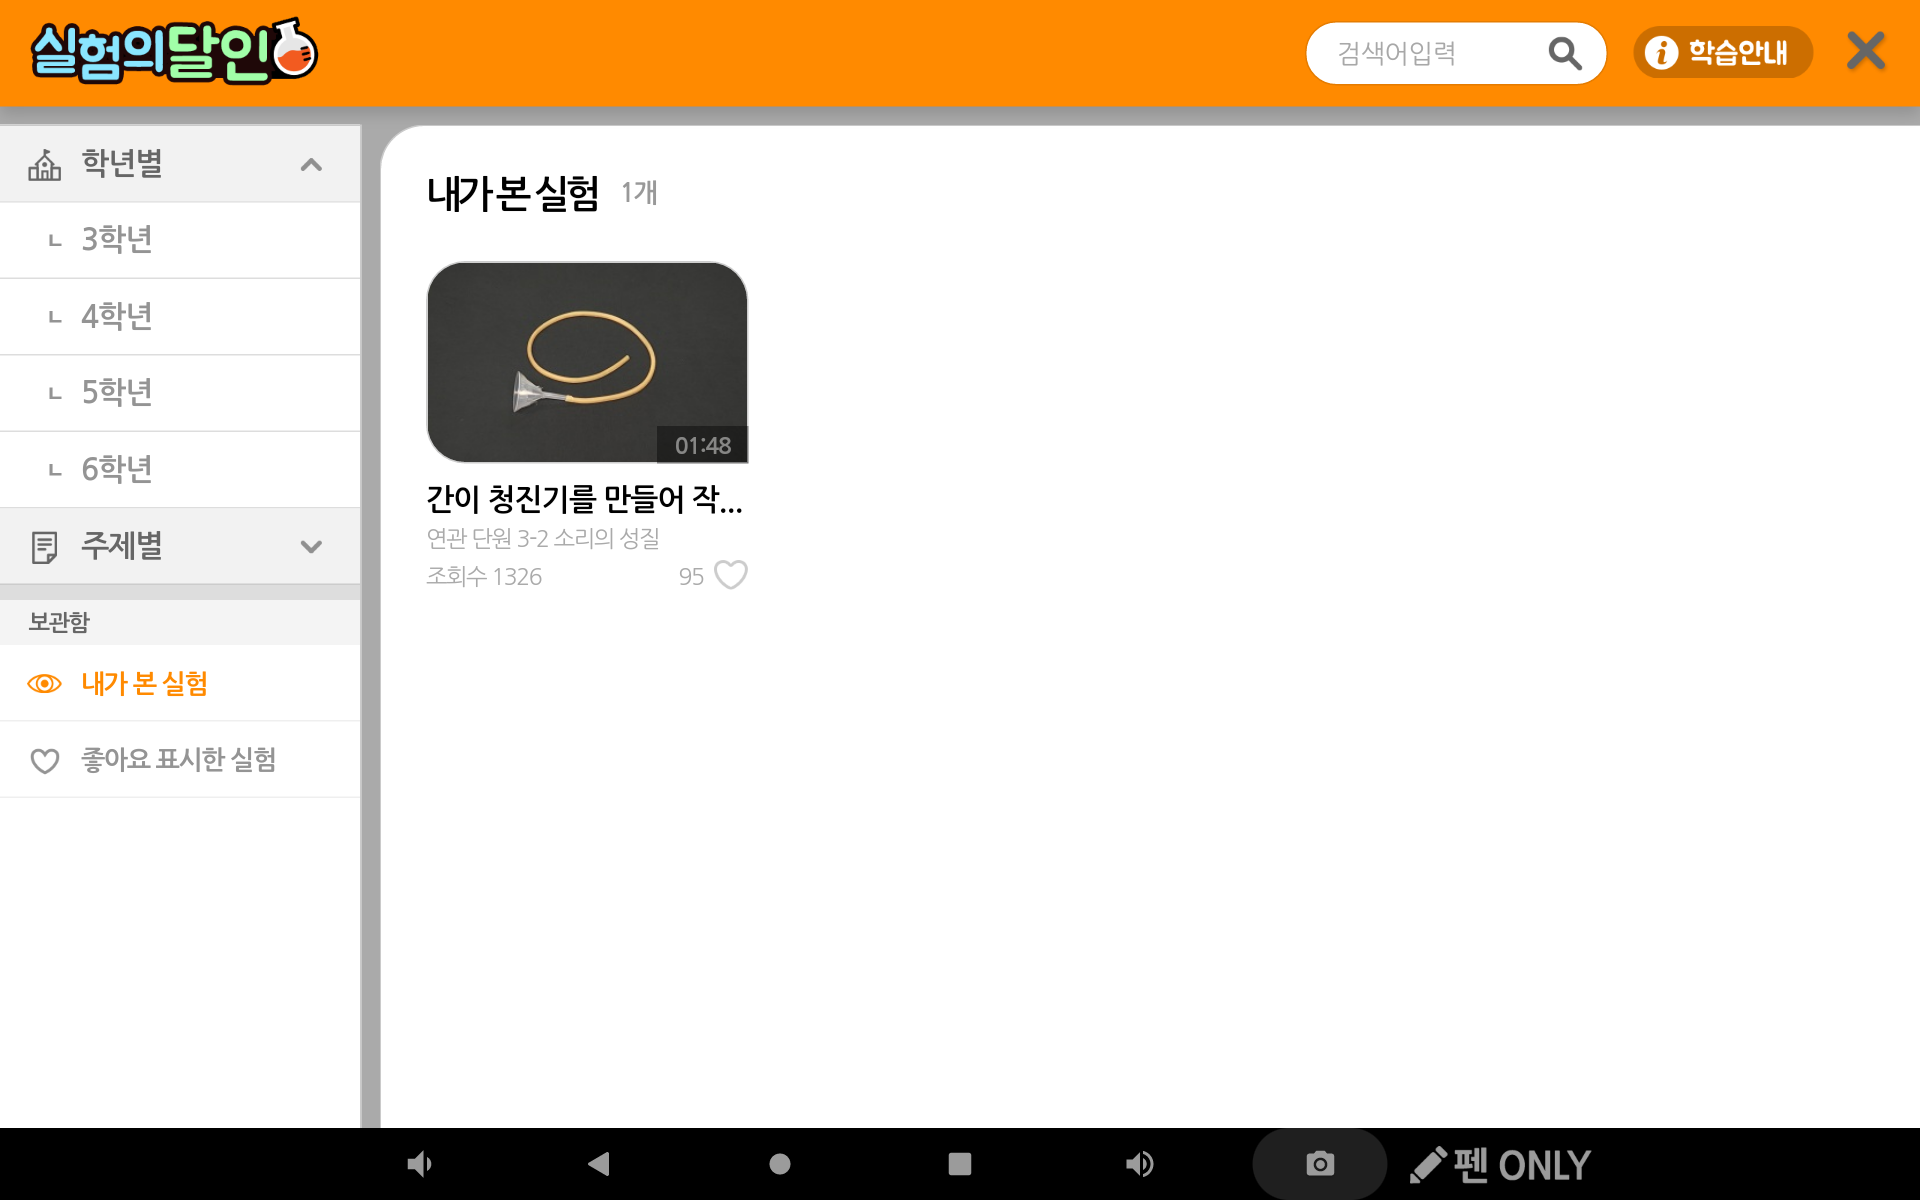 실험의달인
검색어입력
학습안내
학년별
3학년
4학년
5학년
6학년
주제별
보관함
내가 본 실험
좋아요 표시한 실험
내가 본 실험 1개
01:48
간이 청진기를 만들어 작...
연관 단원 3-2 소리의 성질
조회수 1326 95
펜 ONLY